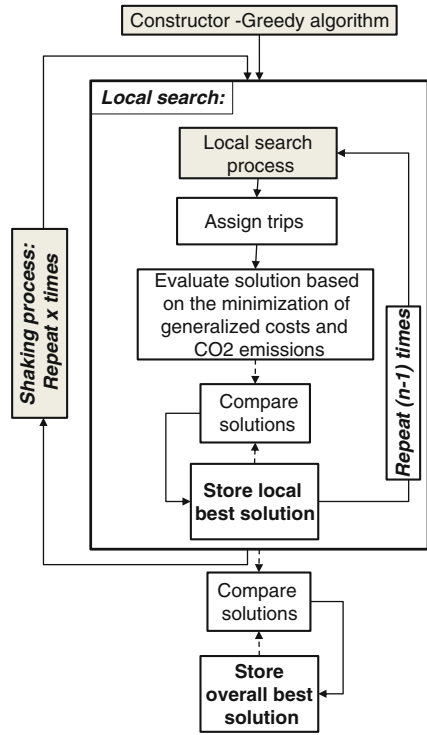 Constructor -Greedy algorithm
Local search:
Local search
process
Assign trips
Evaluate solution based
on the minimization of
generalized costs and
CO2 emissions
Compare
solutions
Store local
best solution
Repeat (n-1) times
Shaking process:
Repeat x times
Compare
solutions
Store
overall best
solution